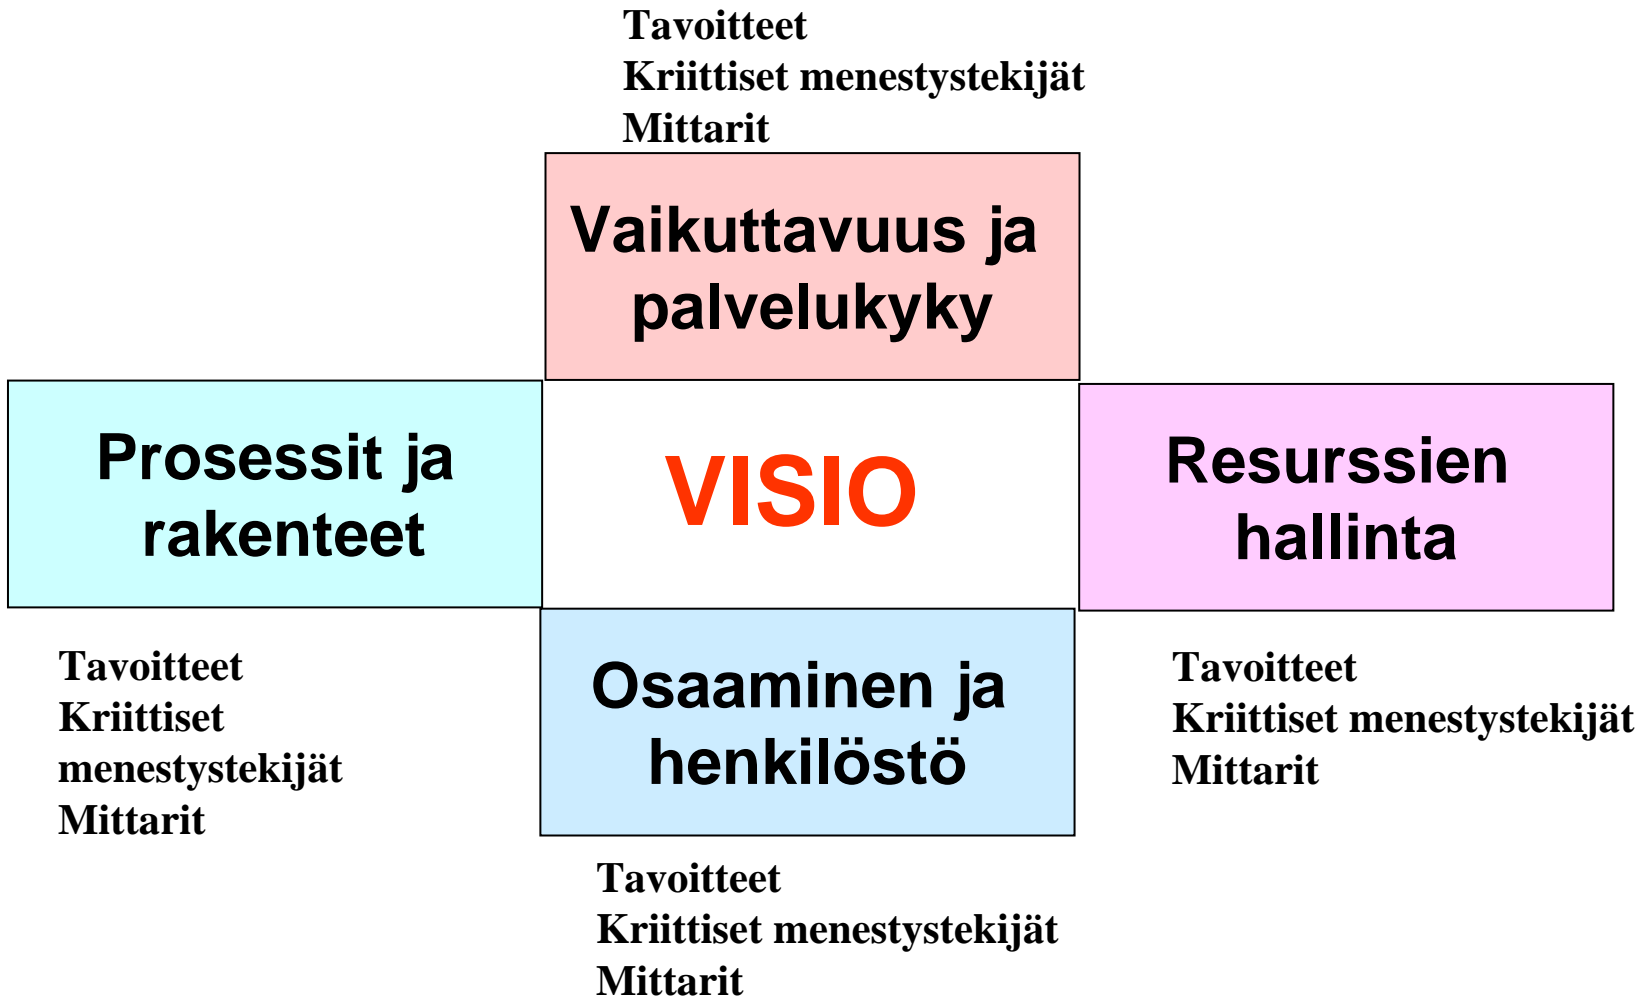 Tavoitteet
Kriittiset menestystekijät
Mittarit
Vaikuttavuus ja
palvelukyky
Prosessit ja
rakenteet
VISIO
Resurssien
hallinta
Tavoitteet
Kriittiset
menestystekijät
Mittarit
Osaaminen ja
henkilöstö
Tavoitteet
Kriittiset menestystekijät
Mittarit
Tavoitteet
Kriittiset menestystekijät
Mittarit